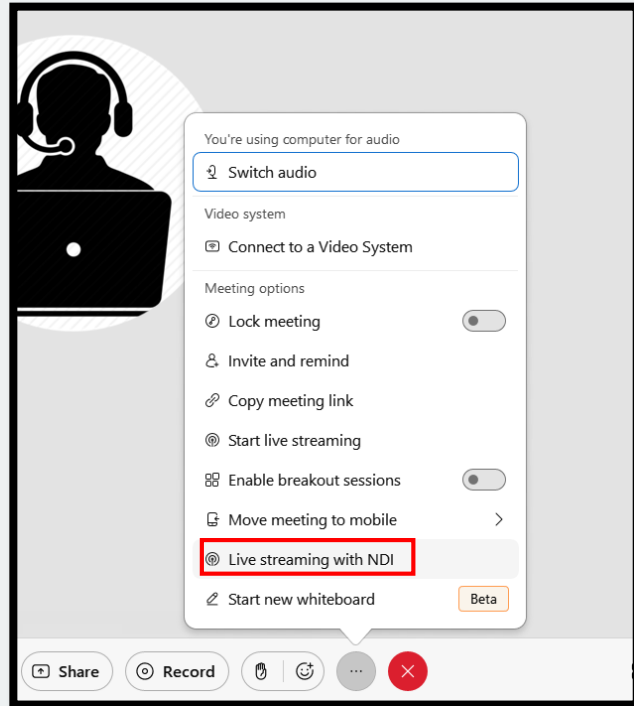 You're using computer for audio
Switch audio
Video system
Connect to a Video System
Meeting options
Lock meeting
Invite and remind
Copy meeting link
Start live streaming
Enable breakout sessions
Move meeting to mobile
Live streaming with NDI
Start new whiteboard Beta
Share Record